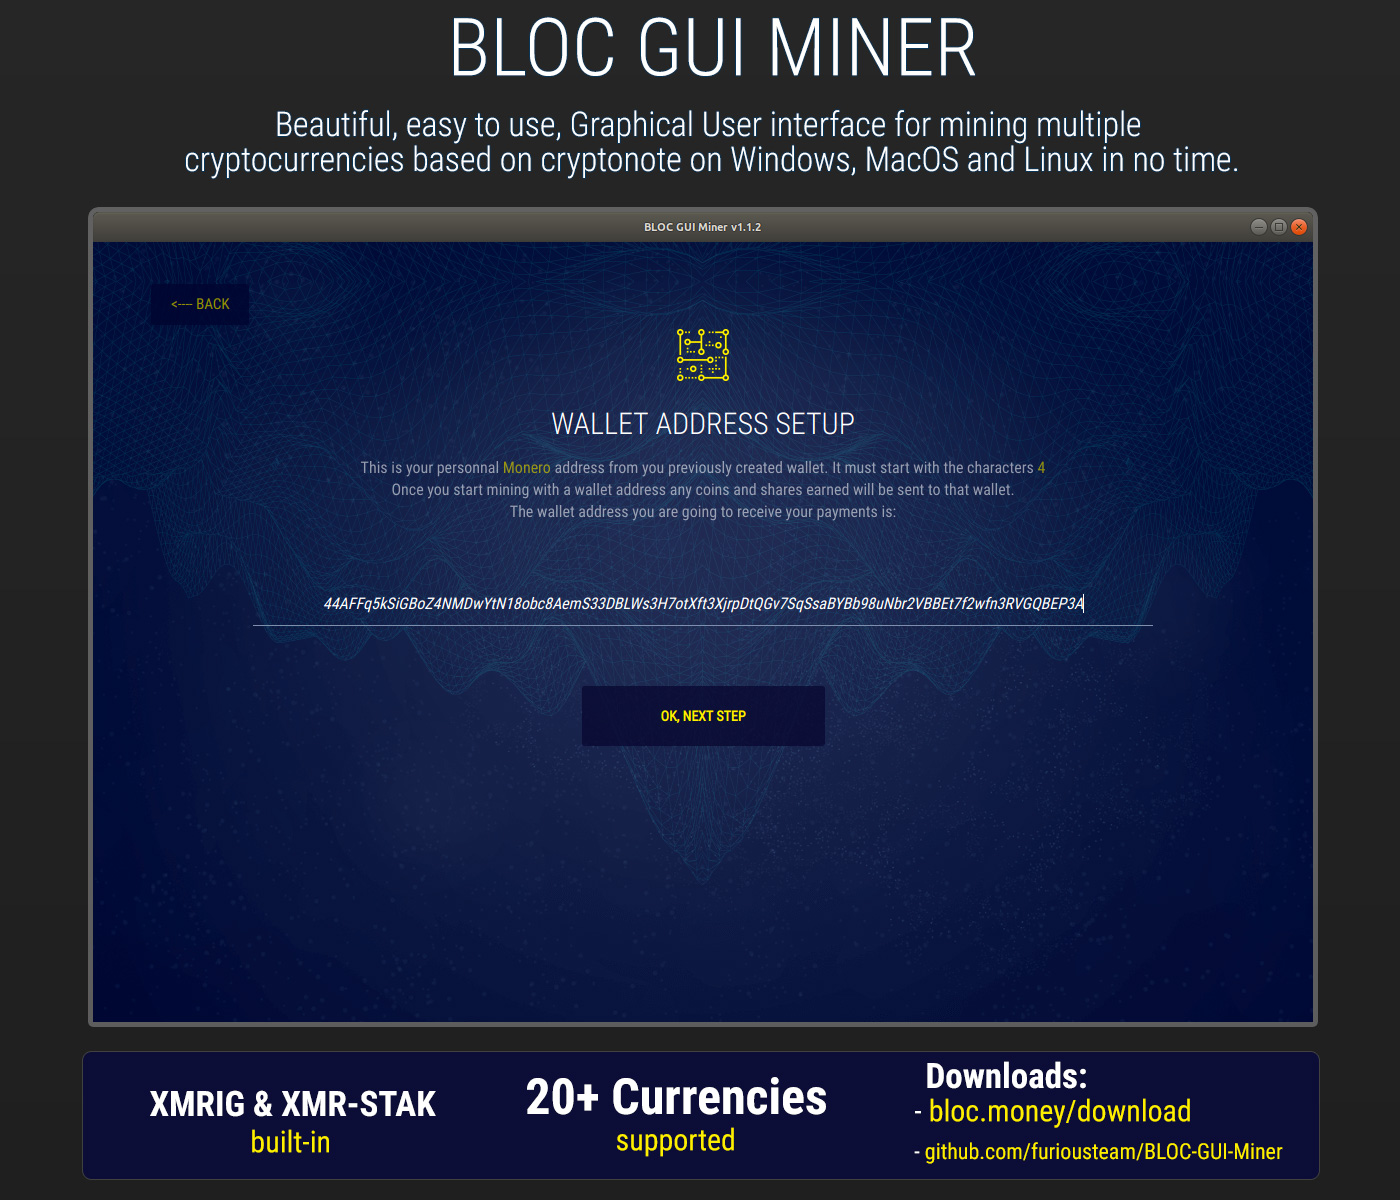 BLOC GUI MINER
Beautiful, easy to use, Graphical User interface for mining multiple
cryptocurrencies based on cryptonote on Windows, MacOS and Linux in no time.
BLOC GUI Miner v1.1.2
<---- BACK
WALLET ADDRESS SETUP
This is your personnal Monero address from you previously created wallet. It must start with the characters 4
Once you start mining with a wallet address any coins and shares earned will be sent to that wallet.
The wallet address you are going to receive your payments is:
44AFFq5kSiGBoZ4NMDwYtN18obc8AemS33DBLWs3H7otXft3XjrpDtQGv7SqSsaBYBb98uNbr2VBBEt7f2wfn3RVGQBEP3A
OK, NEXT STEP
XMRIG & XMR-STAK
built-in
20+ Currencies
supported
Downloads:
- bloc.money/download
- github.com/furiousteam/BLOC-GUI-Miner